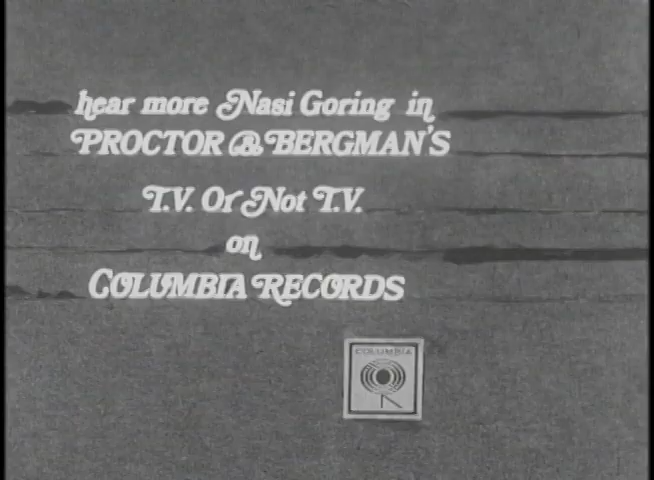 hear more Nasi Goring in
PROCTOR & BERGMAN'S
T.V. Or Not T.V.
on
COLUMBIA RECORDS
COLUMBIA